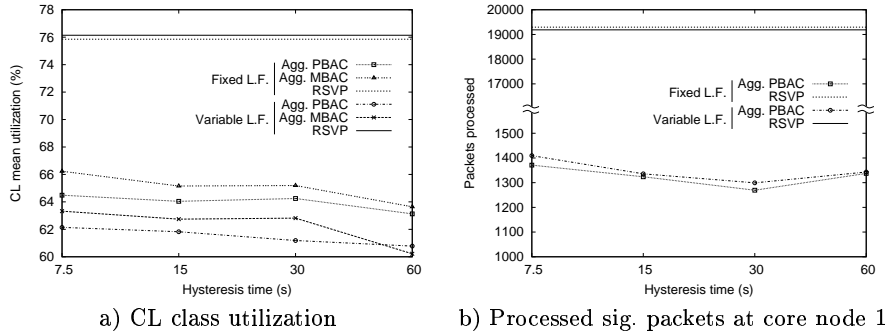 78
76
74
72
70
68
66
64
62
60
CL mean utilization (%)
Fixed L.F.
Agg. PBAC
Agg. MBAC
RSVP
Variable L.F.
Agg. PBAC
Agg. MBAC
RSVP
7.5 15 30 60
Hysteresis time (s)
a) CL class utilization
20000
19000
18000
17000
1500
1400
1300
1200
1100
1000
Packets processed
Fixed L.F.
Agg. PBAC
RSVP
Variable L.F.
Agg. PBAC
RSVP
7.5 15 30 60
Hysteresis time (s)
b) Processed sig. packets at core node 1